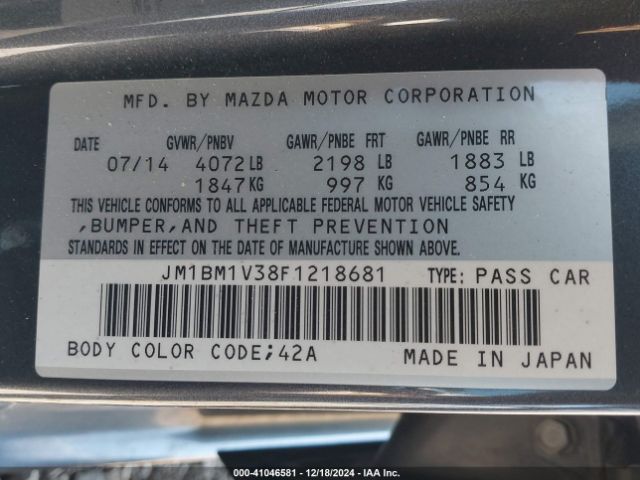 MFD. BY MAZDA MOTOR CORPORATION
DATE GVWR/PNBV GAWR/PNBE FRT GAWR/PNBE RR
07/14 4072LB 2198 LB 1883 LB
1847KG 997 KG 854 KG
THIS VEHICLE CONFORMS TO ALL APPLICABLE FEDERAL MOTOR VEHICLE SAFETY
,BUMPER,AND THEFT PREVENTION
STANDARDS IN EFFECT ON THE DATE OF MANUFACTURE SHOWN ABOVE.
JM1BM1V38F1218681 TYPE: PASS CAR
BODY COLOR CODE;42A MADE IN JAPAN
000-41046581 - 12/18/2024 - IAA Inc.